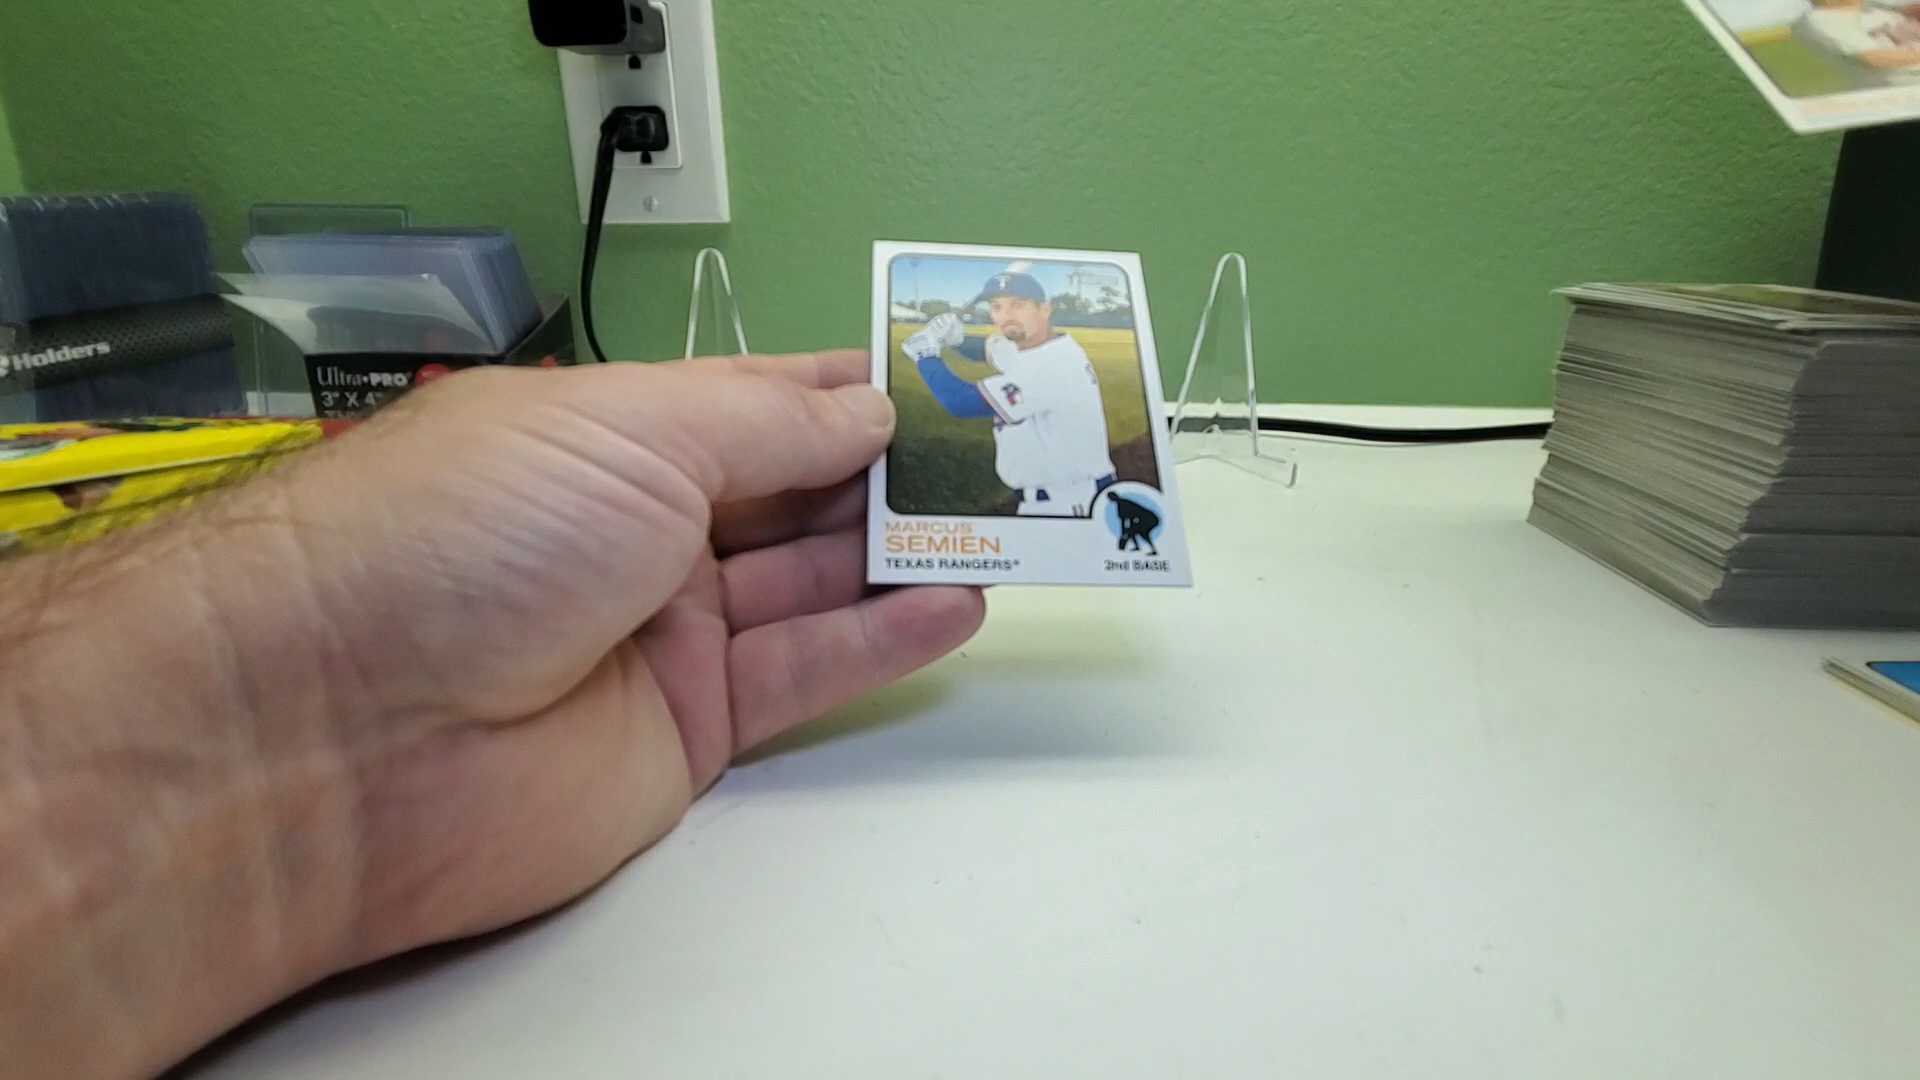 Holders
Ultra•PRO
3" X 4"
MARCUS
SEMIEN
TEXAS RANGERS*
2nd BASE